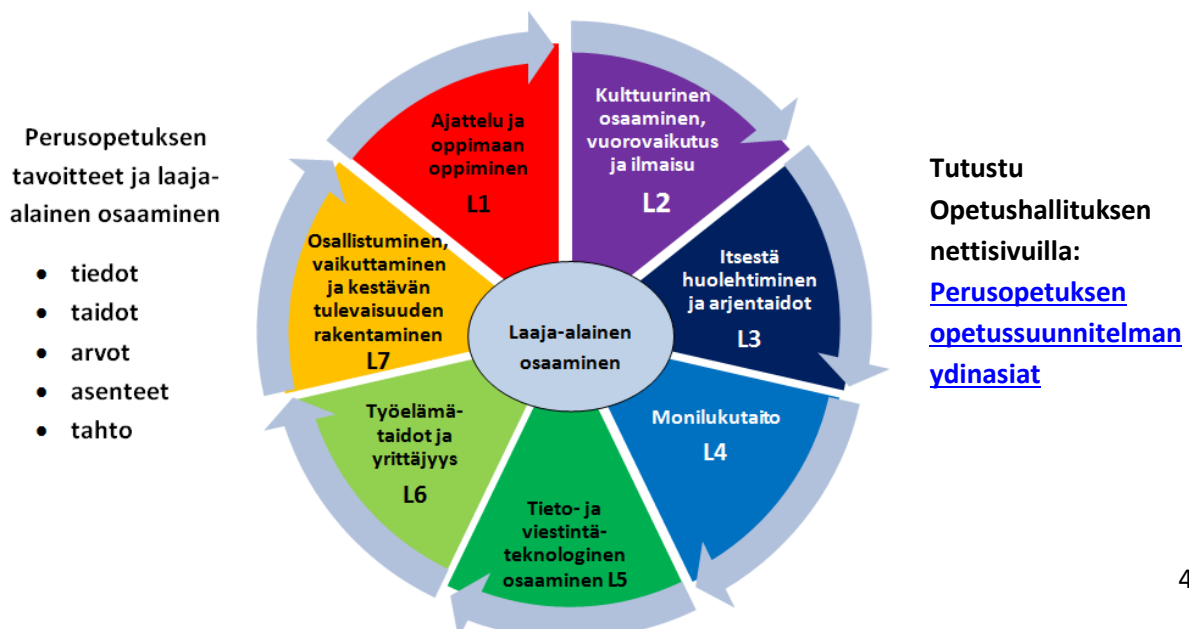 Perusopetuksen
tavoitteet ja laaja-
alainen osaaminen
• tiedot
• taidot
• arvot
• asenteet
• tahto
Ajattelu ja
oppimaan
oppiminen
L1
Kulttuurinen
osaaminen,
vuorovaikutus
ja ilmaisu
L2
Itsestä
huolehtiminen
ja arjentaidot
L3
Monilukutaito
L4
Tieto- ja
viestintä-
teknologinen
osaaminen L5
Työelämä-
taidot ja
yrittäjyys
L6
Osallistuminen,
vaikuttaminen
ja kestävän
tulevaisuuden
rakentaminen
L7
Laaja-alainen
osaaminen
Tutustu
Opetushallituksen
nettisivuilla:
Perusopetuksen
opetussuunnitelman
ydinasiat
4